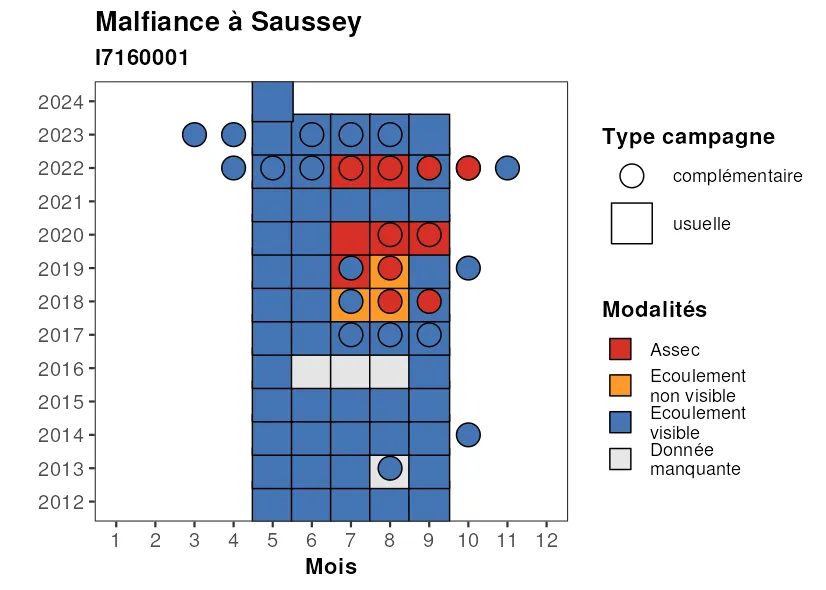 Malfiance à Saussey
I7160001
2024
2023
2022
2021
2020
2019
2018
2017
2016
2015
2014
2013
2012
1 2 3 4 5 6 7 8 9 10 11 12
Mois
Type campagne
complémentaire
usuelle
Modalités
Assec
Ecoulement
non visible
Ecoulement
visible
Donnée
manquante